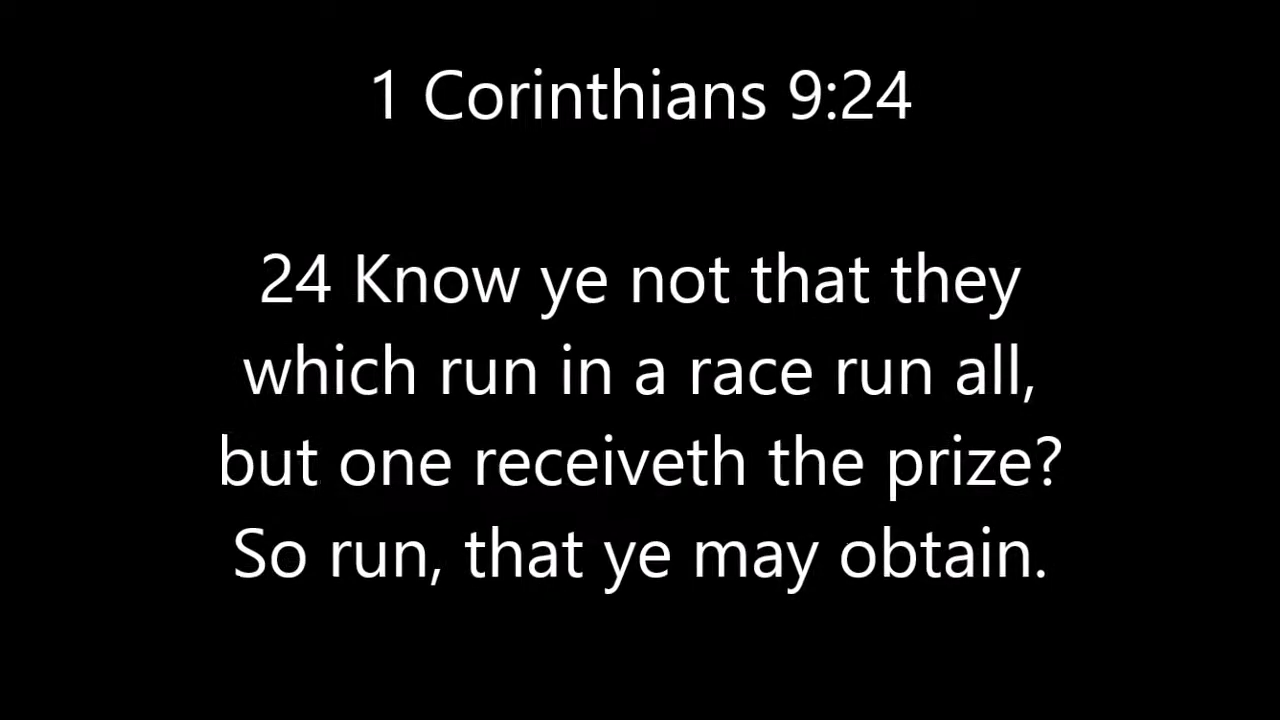 1 Corinthians 9:24
24 Know ye not that they
which run in a race run all,
but one receiveth the prize?
So run, that ye may obtain.